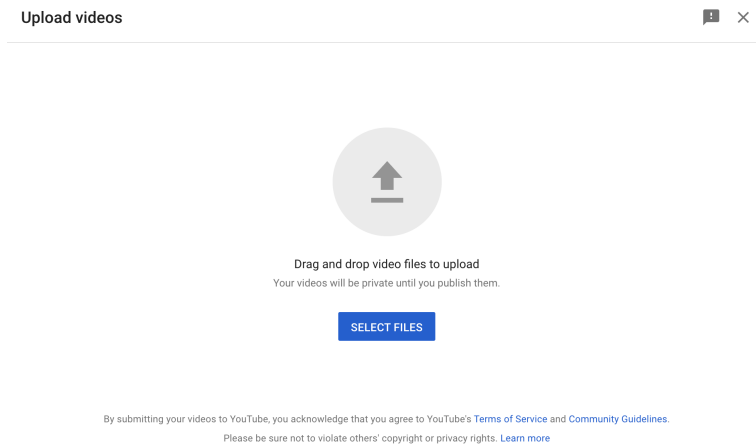 Upload videos
Drag and drop video files to upload
Your videos will be private until you publish them.
SELECT FILES
By submitting your videos to YouTube, you acknowledge that you agree to YouTube's Terms of Service and Community Guidelines.
Please be sure not to violate others' copyright or privacy rights. Learn more